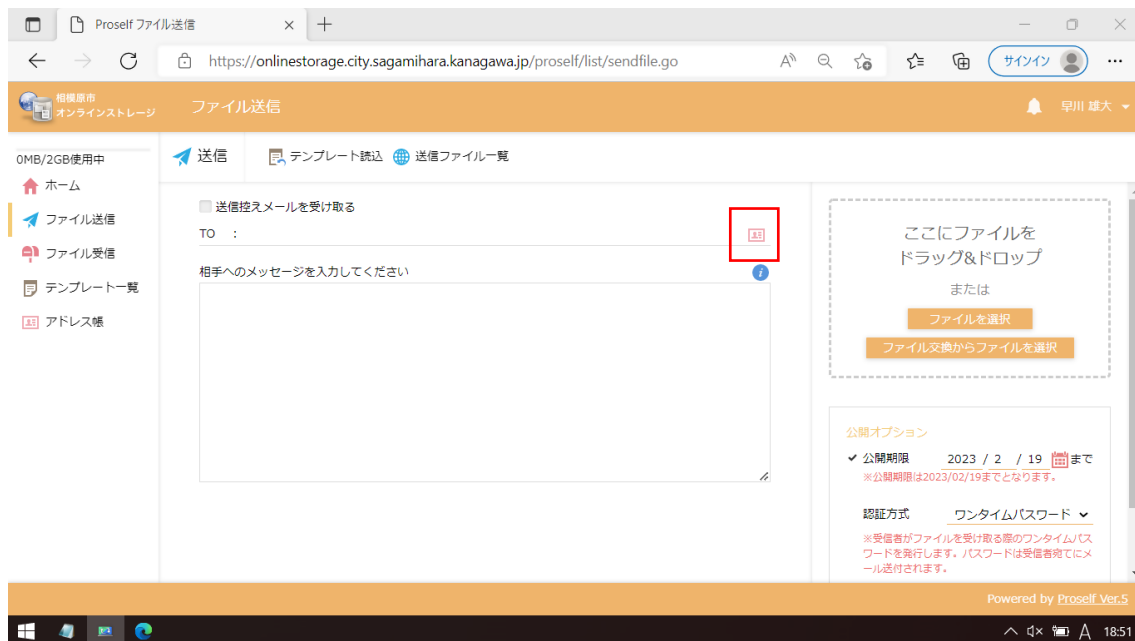 Proself ファイル送信
https://onlinestorage.city.sagamihara.kanagawa.jp/proself/list/sendfile.go
サインイン
相模原市
オンラインストレージ
ファイル送信
早川 雄大
0MB/2GB使用中
ホーム
ファイル送信
ファイル受信
テンプレート一覧
アドレス帳
送信
テンプレート読込
送信ファイル一覧
送信控えメールを受け取る
TO :
相手へのメッセージを入力してください
ここにファイルを
ドラッグ&ドロップ
または
ファイルを選択
ファイル交換からファイルを選択
公開オプション
公開期限 2023 / 2 / 19 まで
※公開期限は2023/02/19までとなります。
認証方式 ワンタイムパスワード
※受信者がファイルを受け取る際のワンタイムパス
ワードを発行します。パスワードは受信者宛てにメ
ール送付されます。
Powered by Proself Ver.5
A 18:51